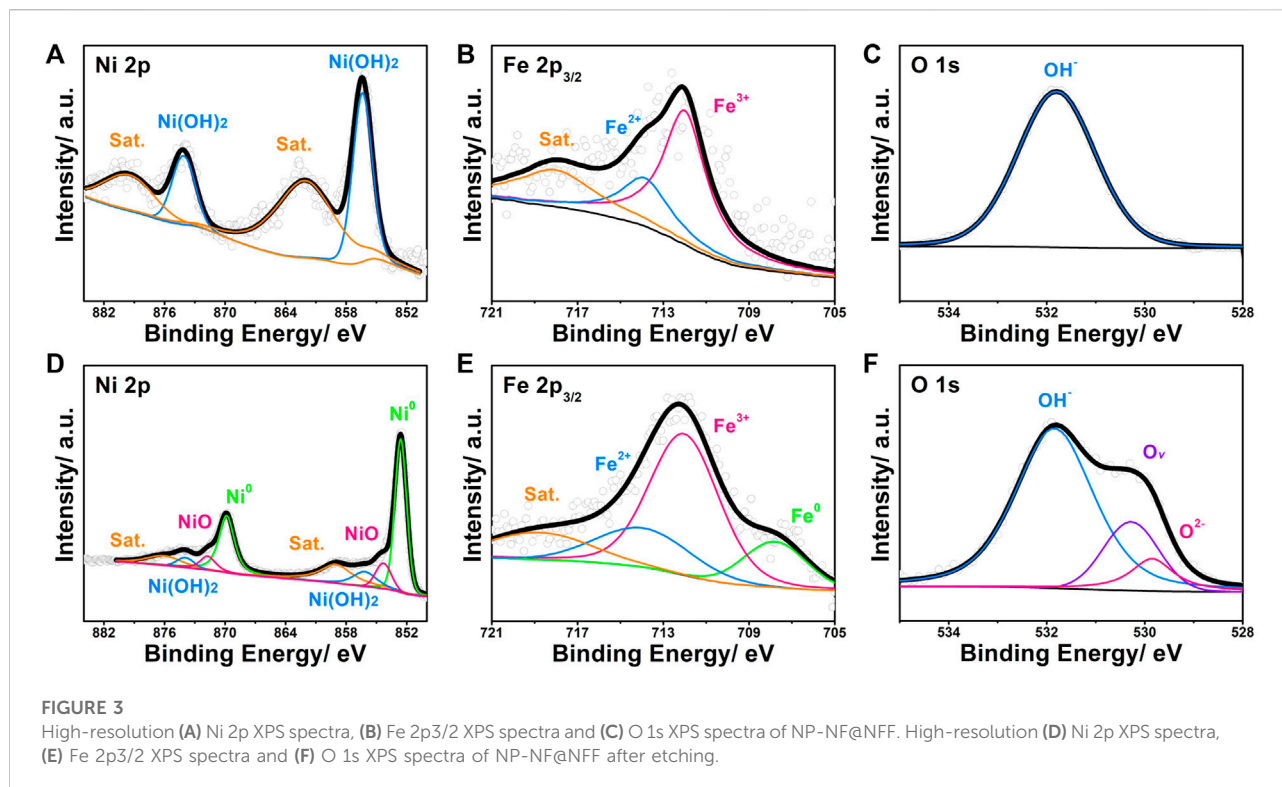 A
Ni 2p
Ni(OH)₂
Ni(OH)₂
Sat.
Sat.
Intensity/ a.u.
882 876 870 864 858 852
Binding Energy/ eV
B
Fe 2p₃/₂
Fe³⁺
Fe²⁺
Sat.
Intensity/ a.u.
721 717 713 709 705
Binding Energy/ eV
C
O 1s
OH⁻
Intensity/ a.u.
534 532 530 528
Binding Energy/ eV
D
Ni 2p
Ni⁰
Ni⁰
NiO
NiO
Sat.
Sat.
Ni(OH)₂
Ni(OH)₂
Intensity/ a.u.
882 876 870 864 858 852
Binding Energy/ eV
E
Fe 2p₃/₂
Fe³⁺
Fe²⁺
Sat.
Fe⁰
Intensity/ a.u.
721 717 713 709 705
Binding Energy/ eV
F
O 1s
OH⁻
Oᵥ
O²⁻
Intensity/ a.u.
534 532 530 528
Binding Energy/ eV
FIGURE 3
High-resolution (A) Ni 2p XPS spectra, (B) Fe 2p3/2 XPS spectra and (C) O 1s XPS spectra of NP-NF@NFF. High-resolution (D) Ni 2p XPS spectra,
(E) Fe 2p3/2 XPS spectra and (F) O 1s XPS spectra of NP-NF@NFF after etching.